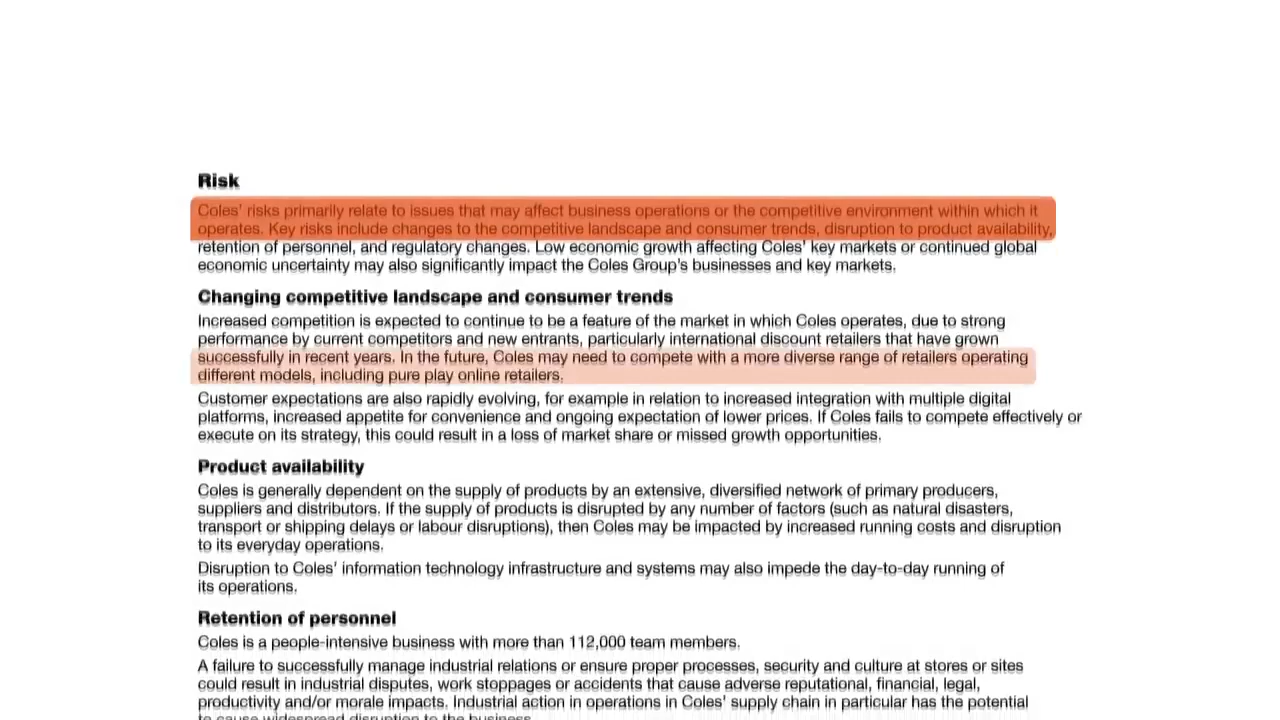 Risk
Coles' risks primarily relate to issues that may affect business operations or the competitive environment within which it
operates. Key risks include changes to the competitive landscape and consumer trends, disruption to product availability,
retention of personnel, and regulatory changes. Low economic growth affecting Coles' key markets or continued global
economic uncertainty may also significantly impact the Coles Group's businesses and key markets.
Changing competitive landscape and consumer trends
Increased competition is expected to continue to be a feature of the market in which Coles operates, due to strong
performance by current competitors and new entrants, particularly international discount retailers that have grown
successfully in recent years. In the future, Coles may need to compete with a more diverse range of retailers operating
different models, including pure play online retailers.
Customer expectations are also rapidly evolving, for example in relation to increased integration with multiple digital
platforms, increased appetite for convenience and ongoing expectation of lower prices. If Coles fails to compete effectively or
execute on its strategy, this could result in a loss of market share or missed growth opportunities.
Product availability
Coles is generally dependent on the supply of products by an extensive, diversified network of primary producers,
suppliers and distributors. If the supply of products is disrupted by any number of factors (such as natural disasters,
transport or shipping delays or labour disruptions), then Coles may be impacted by increased running costs and disruption
to its everyday operations.
Disruption to Coles' information technology infrastructure and systems may also impede the day-to-day running of
its operations.
Retention of personnel
Coles is a people-intensive business with more than 112,000 team members.
A failure to successfully manage industrial relations or ensure proper processes, security and culture at stores or sites
could result in industrial disputes, work stoppages or accidents that cause adverse reputational, financial, legal,
productivity and/or morale impacts. Industrial action in operations in Coles' supply chain in particular has the potential
to cause widespread disruption to the business.